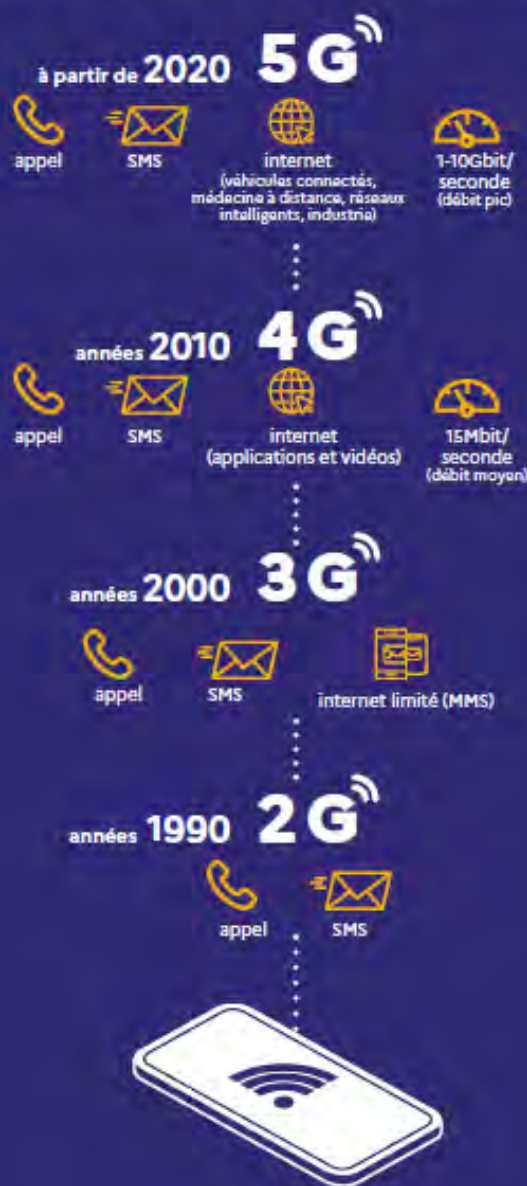 à partir de 2020 5G
appel
SMS
internet
(véhicules connectés,
médecine à distance, réseaux
intelligents, industrie)
1-10Gbit/
seconde
(débit pic)
années 2010 4G
appel
SMS
internet
(applications et vidéos)
15Mbit/
seconde
(débit moyen)
années 2000 3G
appel
SMS
internet limité (MMS)
années 1990 2G
appel
SMS